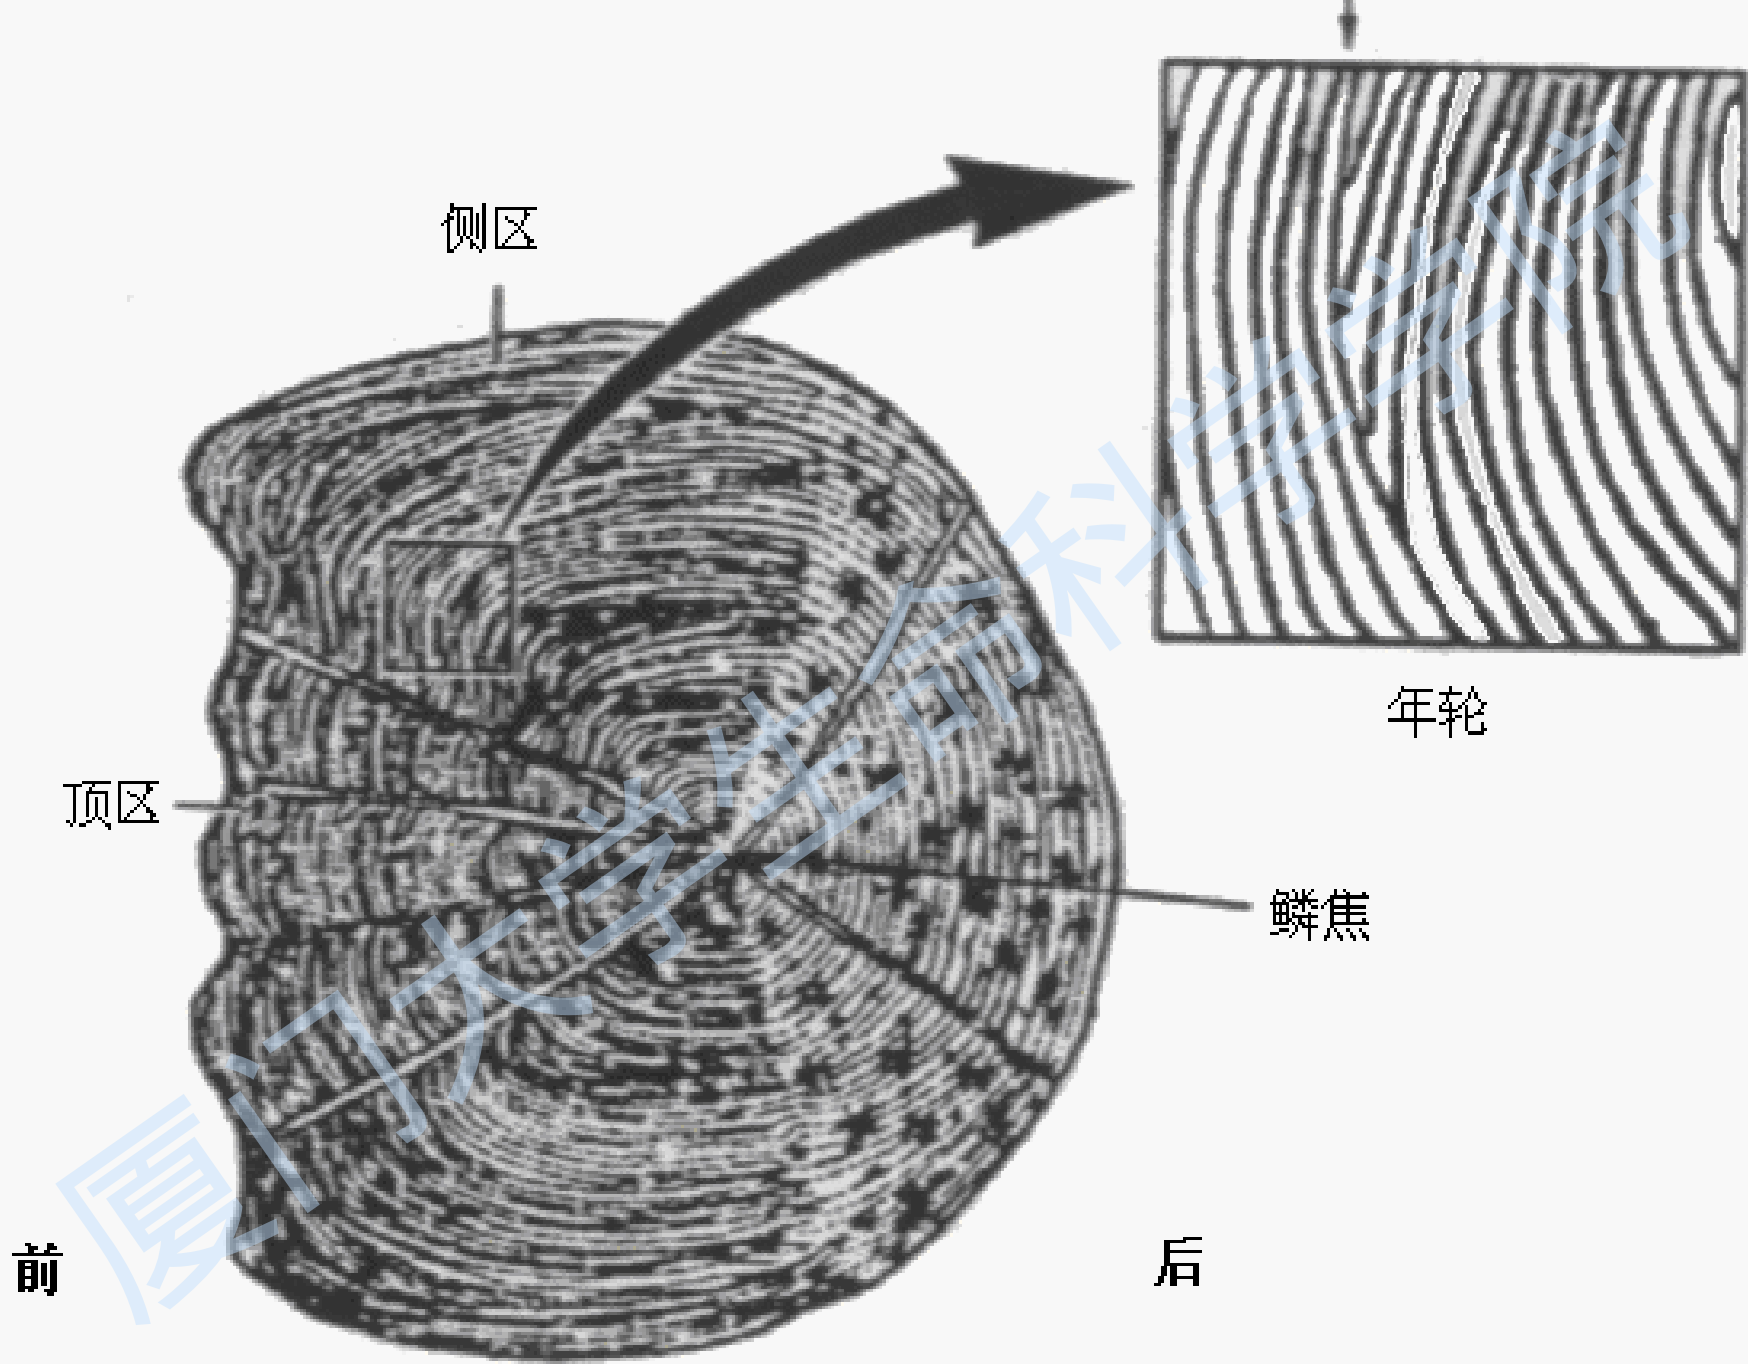 侧区
年轮
顶区
鳞焦
前
后
厦门大学生命科学学院